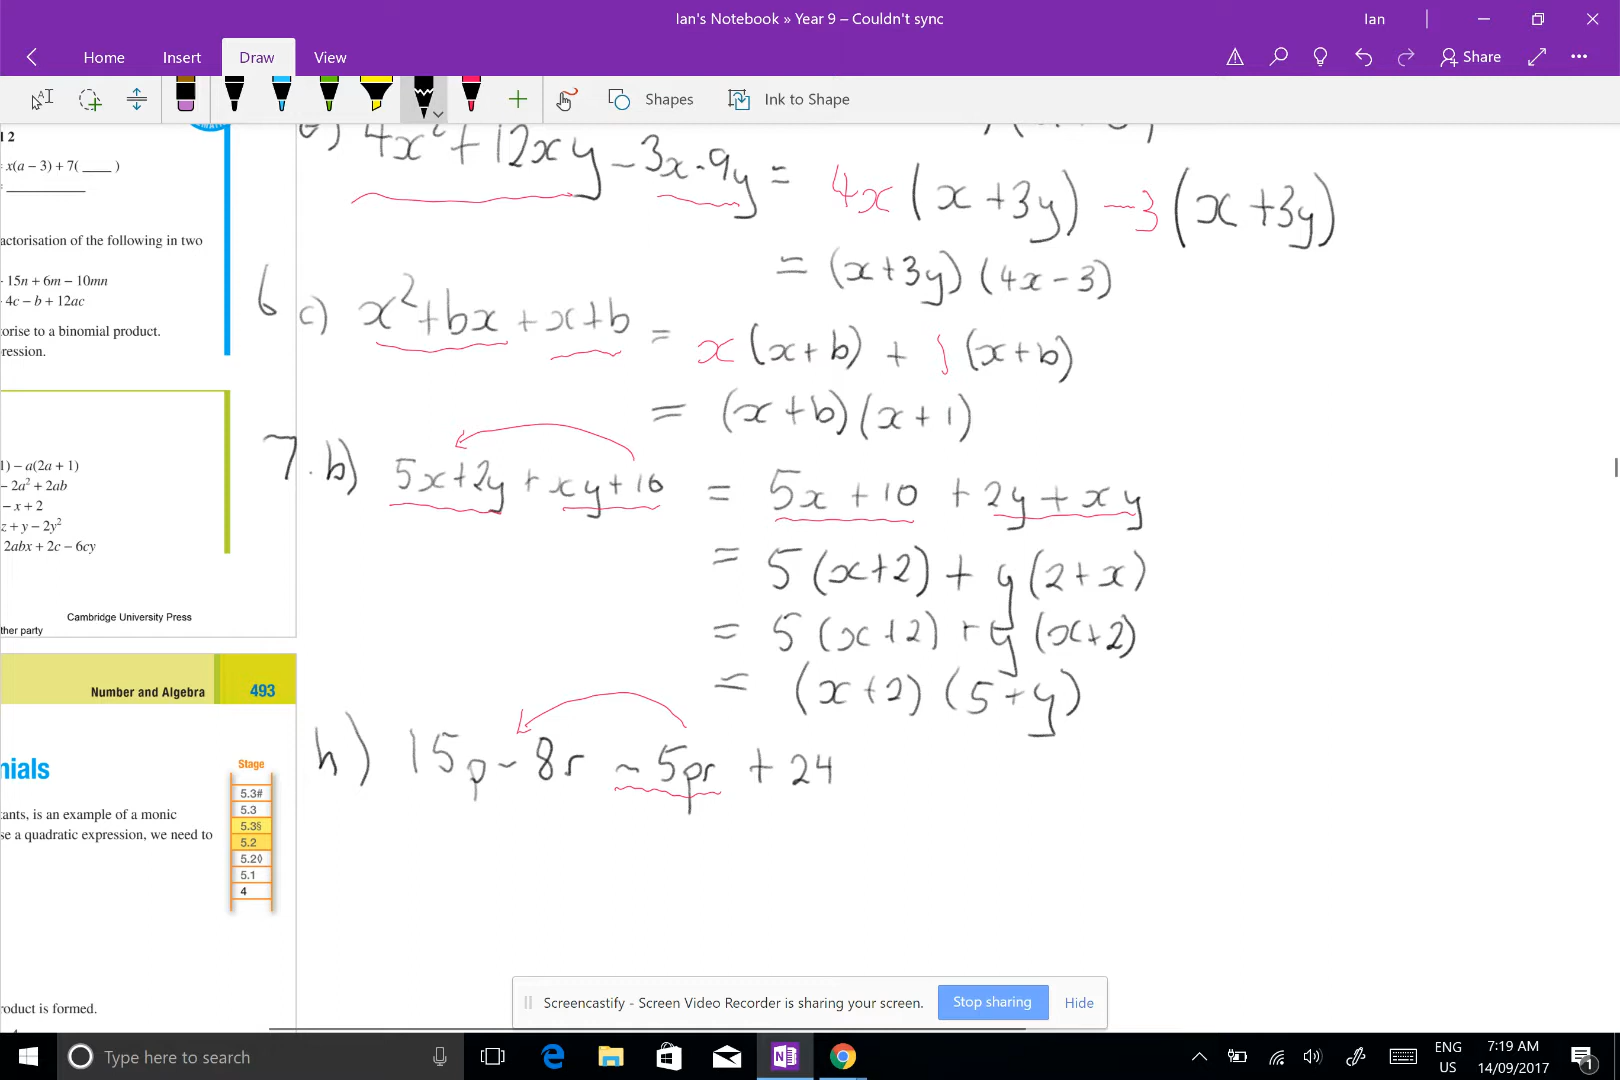 Ian's Notebook » Year 9 – Couldn't sync
Ian
Home Insert Draw View
Share
Shapes
Ink to Shape
l 2
= x(a − 3) + 7( ____ )
= ____________
actorisation of the following in two
- 15n + 6m − 10mn
- 4c − b + 12ac
orise to a binomial product.
ression.
1) − a(2a + 1)
− 2a² + 2ab
− x + 2
z + y − 2y²
2abx + 2c − 6cy
Cambridge University Press
ther party
Number and Algebra 493
nials
Stage
5.3#
5.3
5.3§
5.2
5.2◊
5.1
4
tants, is an example of a monic
se a quadratic expression, we need to
roduct is formed.
4x² + 12xy − 3x - 9y = 4x (x + 3y) − 3 (x + 3y)
= (x+3y) (4x − 3)
6 c) x² + bx + x + b = x (x + b) + 1 (x + b)
= (x + b) (x + 1)
7. b) 5x + 2y + xy + 10 = 5x + 10 + 2y + xy
= 5 (x+2) + y (2 + x)
= 5 (x+2) + y (x+2)
= (x+2) (5 + y)
h) 15p − 8r − 5pr + 24
Screencastify - Screen Video Recorder is sharing your screen. Stop sharing Hide
Type here to search
ENG
US
7:19 AM
14/09/2017
1